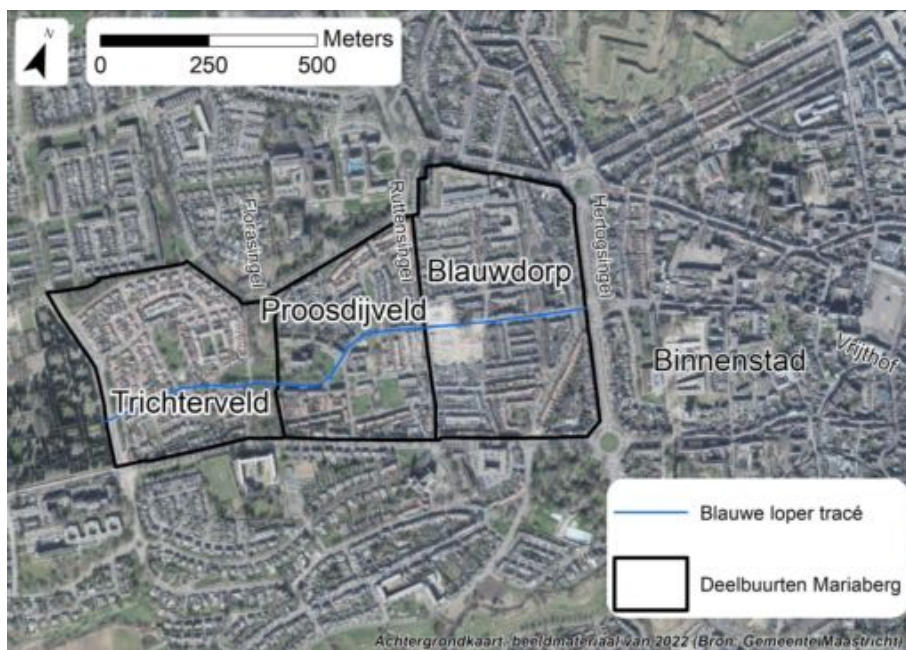 N
Meters
0 250 500
Florasingel
Ruttensingel
Hertogsingel
Blauwdorp
Proosdijveld
Trichterveld
Binnenstad
Vrijthof
Blauwe loper tracé
Deelbuurten Mariaberg
Achtergrondkaart: beeldmateriaal van 2022 (Bron: Gemeente Maastricht)